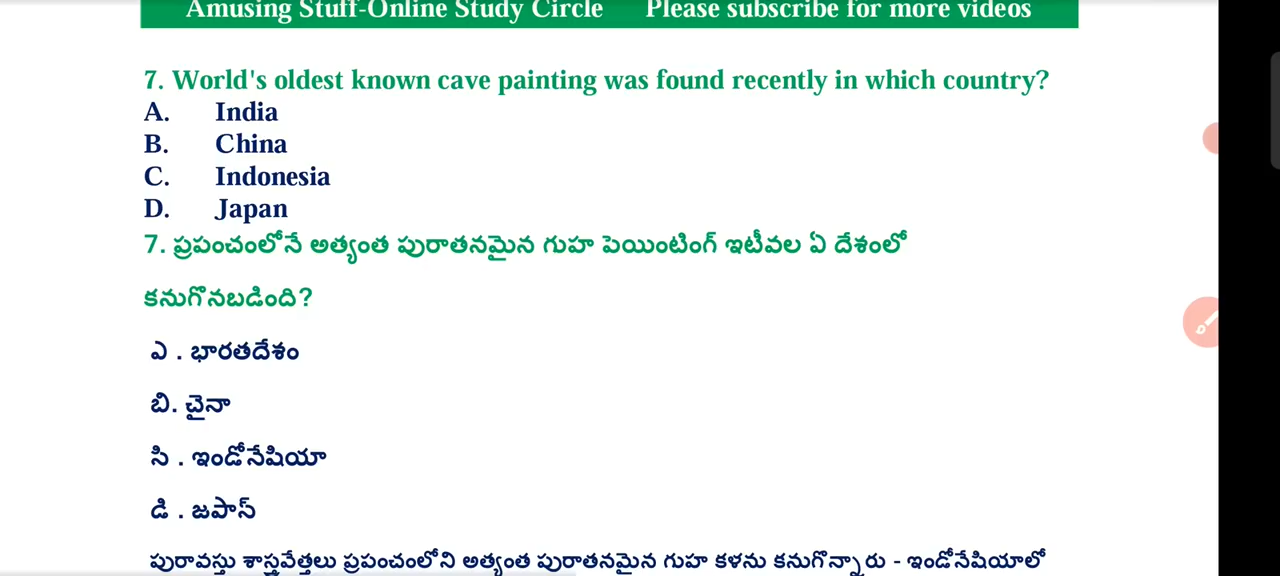 Amusing Stuff-Online Study Circle Please subscribe for more videos
7. World's oldest known cave painting was found recently in which country?
A. India
B. China
C. Indonesia
D. Japan
7. ప్రపంచంలోనే అత్యంత పురాతనమైన గుహ పెయింటింగ్ ఇటీవల ఏ దేశంలో
కనుగొనబడింది?
ఎ . భారతదేశం
బి. చైనా
సి . ఇండోనేషియా
డి . జపాన్
పురావస్తు శాస్త్రవేత్తలు ప్రపంచంలోని అత్యంత పురాతనమైన గుహ కళను కనుగొన్నారు - ఇండోనేషియాలో